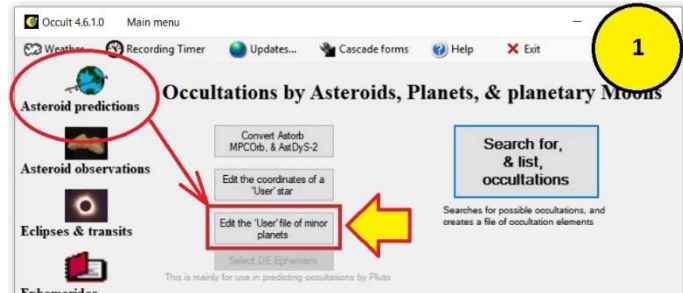 Occult 4.6.1.0 Main menu
Weather Recording Timer Updates... Cascade forms Help Exit
1
Asteroid predictions
Occultations by Asteroids, Planets, & planetary Moons
Convert Astorb
MPCOrb, & AstDyS-2
Search for,
& list,
occultations
Asteroid observations
Edit the coordinates of a
'User' star
Edit the 'User' file of minor
planets
Searches for possible occultations, and
creates a file of occultation elements
Eclipses & transits
Select DE Ephemeris
This is mainly for use in predicting occultations by Pluto
Ephemerides